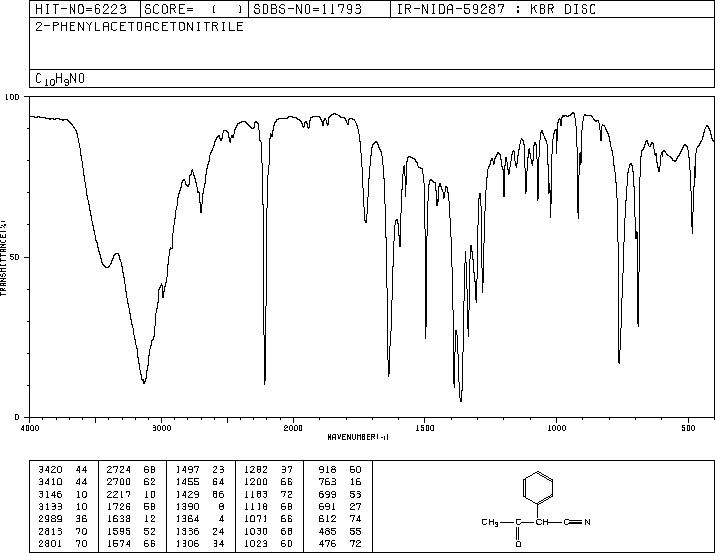 HIT-NO=6223 SCORE= ( ) SDBS-NO=11793 IR-NIDA-59287 : KBR DISC
2-PHENYLACETOACETONITRILE
C10H9NO
100
50
0
TRANSMITTANCE(%)
4000 3000 2000 1500 1000 500
WAVENUMBER(-1)
3420 44 2724 68 1497 23 1282 37 918 60
3410 44 2700 62 1455 64 1200 66 763 16
3146 10 2217 10 1429 66 1183 72 699 53
3133 10 1726 60 1390 8 1118 68 691 27
2989 36 1638 12 1364 4 1071 66 612 74
2813 70 1595 52 1336 24 1030 68 485 55
2801 70 1574 66 1306 34 1023 60 476 72
CH3 C CH C N
O